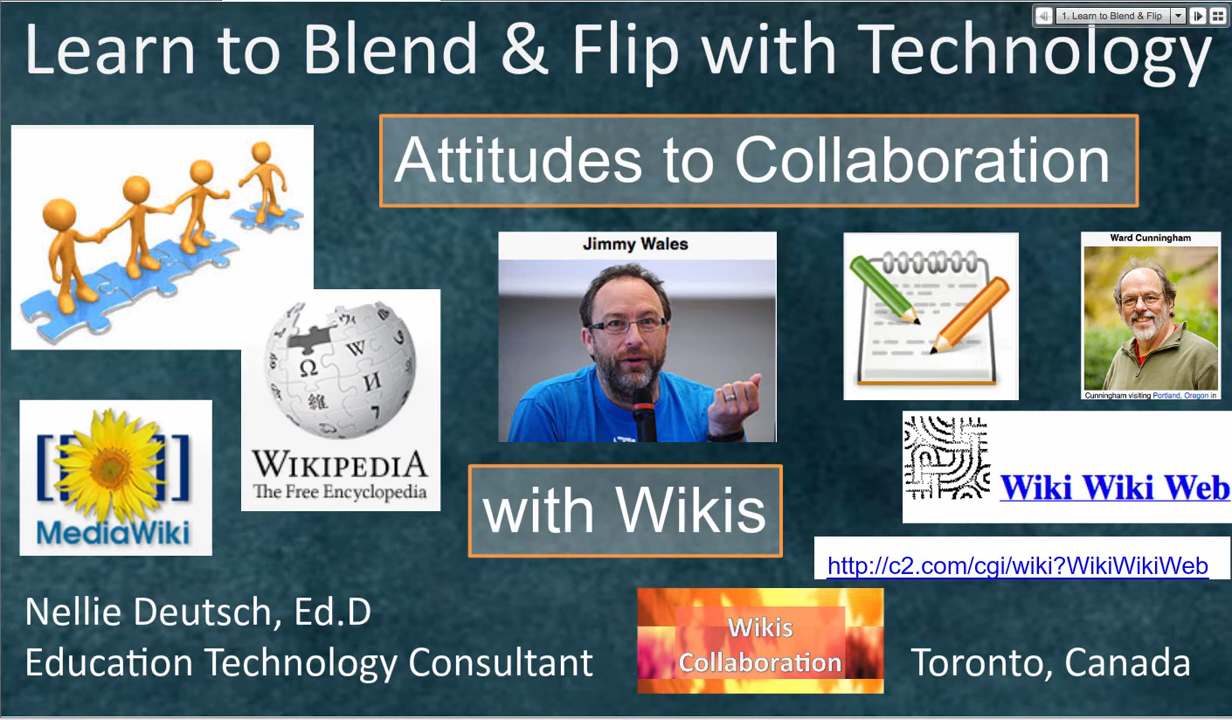 1. Learn to Blend & Flip
Learn to Blend & Flip with Technology
Attitudes to Collaboration
Jimmy Wales
Ward Cunningham
Cunningham visiting Portland, Oregon in
Ω W И 維 7
WIKIPEDIA
The Free Encyclopedia
[[ ]]
MediaWiki
with Wikis
Wiki Wiki Web
http://c2.com/cgi/wiki?WikiWikiWeb
Nellie Deutsch, Ed.D
Education Technology Consultant
Wikis
Collaboration
Toronto, Canada